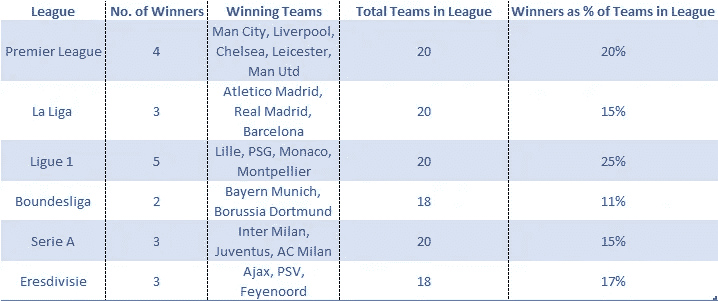 League No. of Winners Winning Teams Total Teams in League Winners as % of Teams in League
Premier League 4 Man City, Liverpool, 20 20%
Chelsea, Leicester,
Man Utd
La Liga 3 Atletico Madrid, 20 15%
Real Madrid,
Barcelona
Ligue 1 5 Lille, PSG, Monaco, 20 25%
Montpellier
Boundesliga 2 Bayern Munich, 18 11%
Borussia Dortmund
Serie A 3 Inter Milan, 20 15%
Juventus, AC Milan
Eresdivisie 3 Ajax, PSV, 18 17%
Feyenoord